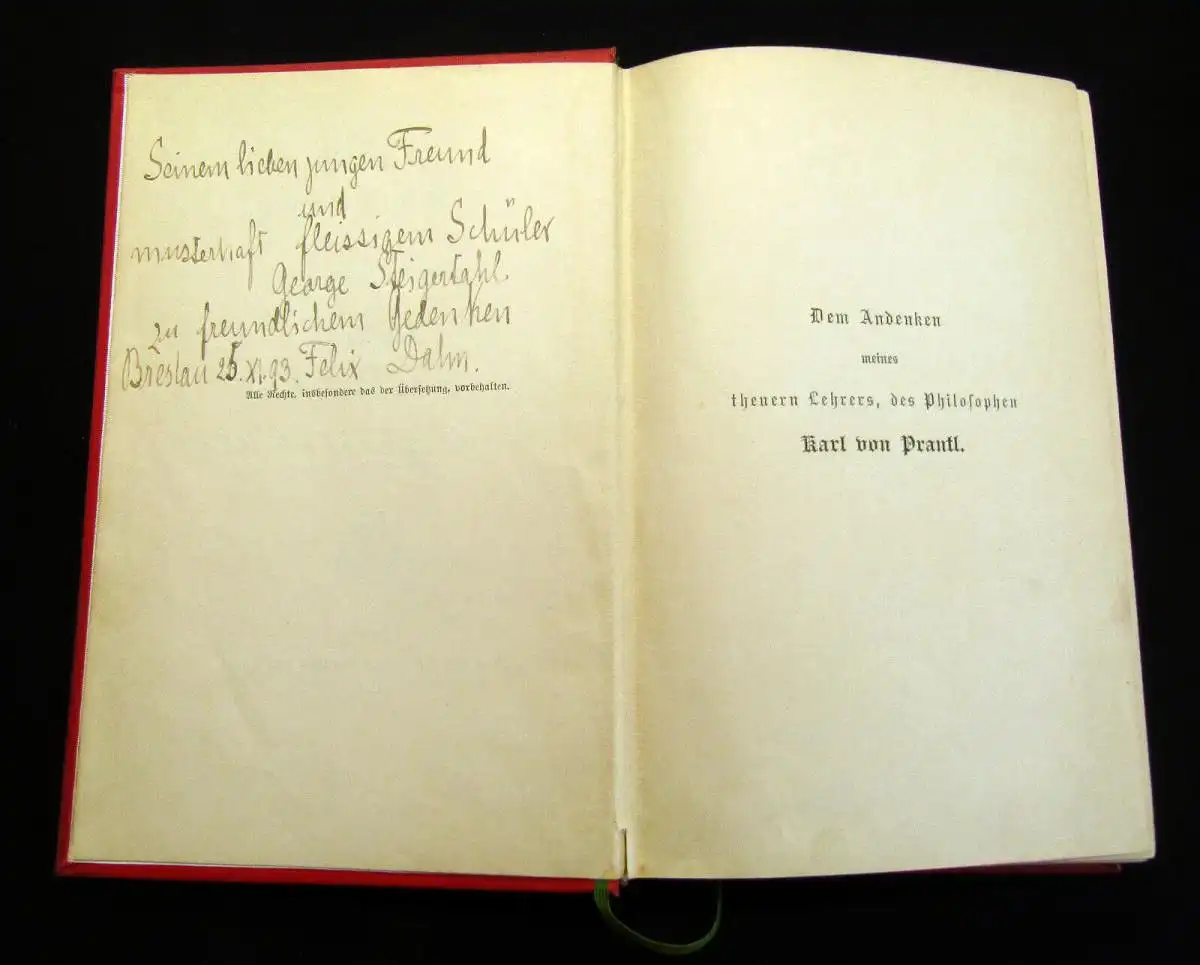 Seinem lieben jungen Freund
und
musterhaft fleissigem Schüler
George Steigertahl.
zu freundlichem Gedenken
Breslau 25. XI. 93. Felix Dahn.
Alle Rechte, insbesondere das der Übersetzung, vorbehalten.
Dem Andenken
meines
theuern Lehrers, des Philosophen
Karl von Prantl.